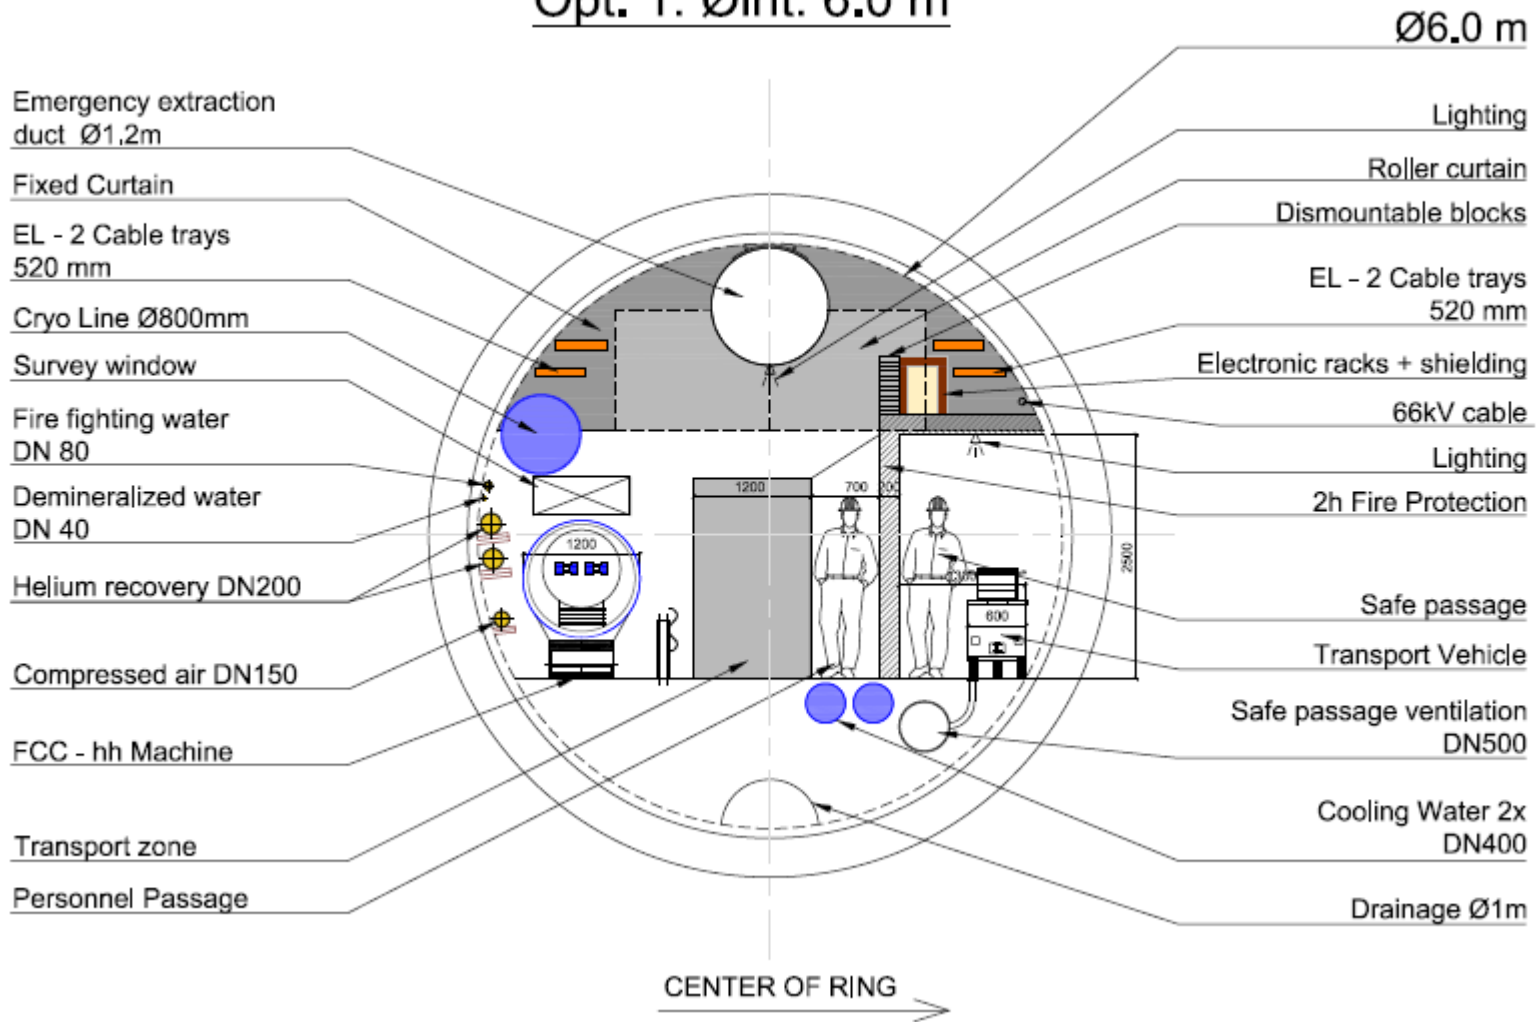 Opt. 1: Øint. 6.0 m
Ø6.0 m
Emergency extraction
duct Ø1,2m
Fixed Curtain
EL - 2 Cable trays
520 mm
Cryo Line Ø800mm
Survey window
Fire fighting water
DN 80
Demineralized water
DN 40
Helium recovery DN200
Compressed air DN150
FCC - hh Machine
Transport zone
Personnel Passage
Lighting
Roller curtain
Dismountable blocks
EL - 2 Cable trays
520 mm
Electronic racks + shielding
66kV cable
Lighting
2h Fire Protection
Safe passage
Transport Vehicle
Safe passage ventilation
DN500
Cooling Water 2x
DN400
Drainage Ø1m
1200
700
200
1200
600
2500
CENTER OF RING